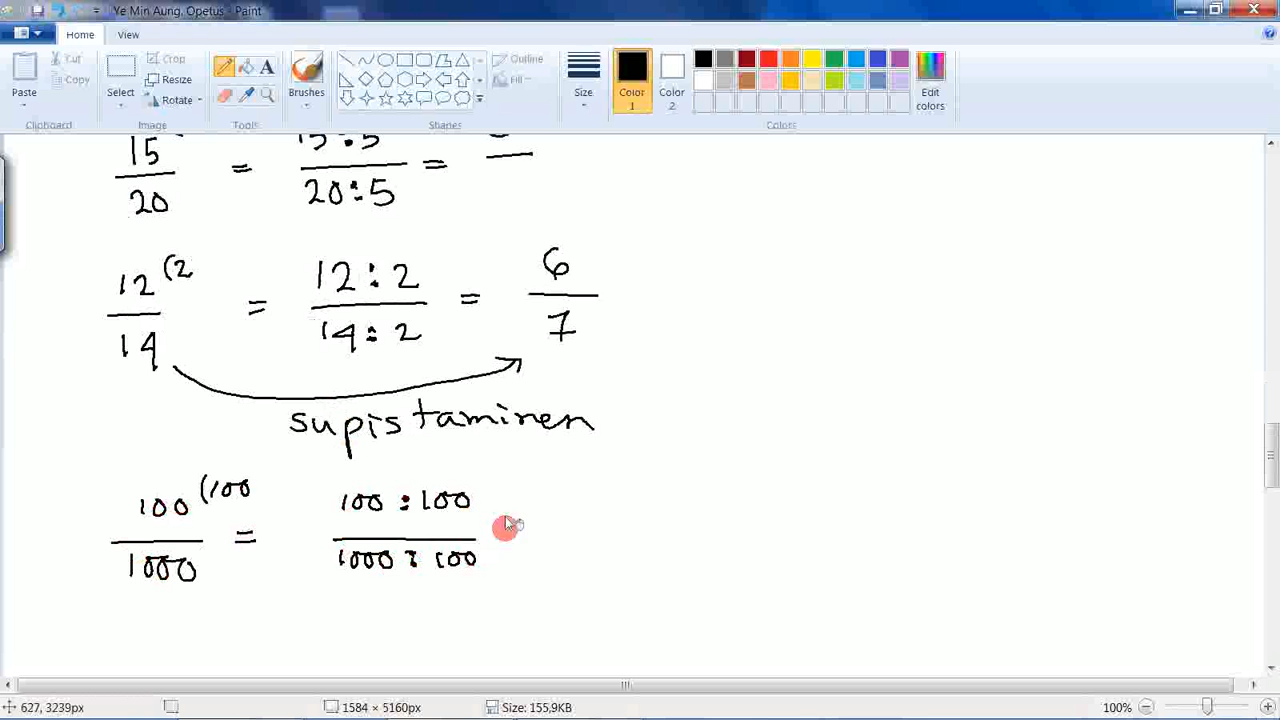 Ye Min Aung, Opetus - Paint
Home View
Paste
Cut
Copy
Clipboard
Select
Crop
Resize
Rotate
Image
Tools
Brushes
Shapes
Outline
Fill
Size
Color 1
Color 2
Colors
Edit colors
15 = 15 : 5 =
20 20 : 5
12 (2 = 12 : 2 = 6
14 14 : 2 7
supistaminen
100 (100 = 100 : 100
1000 1000 : 100
627, 3239px
1584 × 5160px
Size: 155,9KB
100%